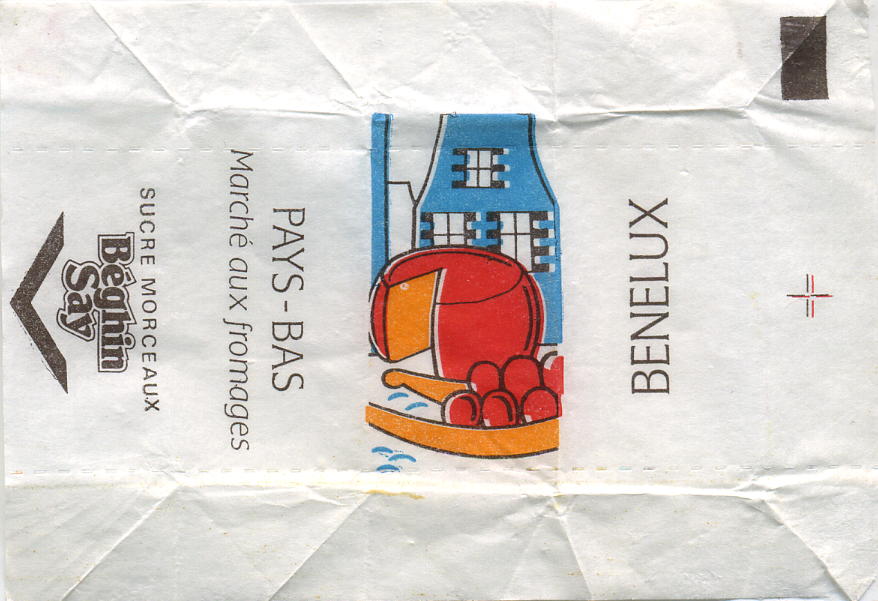 BENELUX
PAYS-BAS
Marché aux fromages
SUCRE MORCEAUX
Béghin
Say